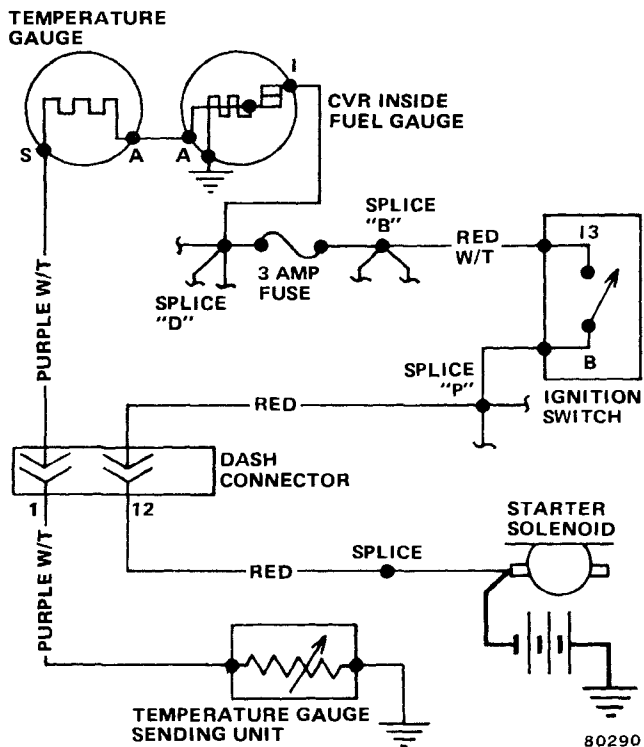 TEMPERATURE
GAUGE
I
CVR INSIDE
FUEL GAUGE
S
A
A
SPLICE
"B"
RED
W/T
I3
3 AMP
FUSE
SPLICE
"D"
PURPLE W/T
SPLICE
"P"
B
IGNITION
SWITCH
RED
DASH
CONNECTOR
1
12
STARTER
SOLENOID
PURPLE W/T
SPLICE
RED
TEMPERATURE GAUGE
SENDING UNIT
80290